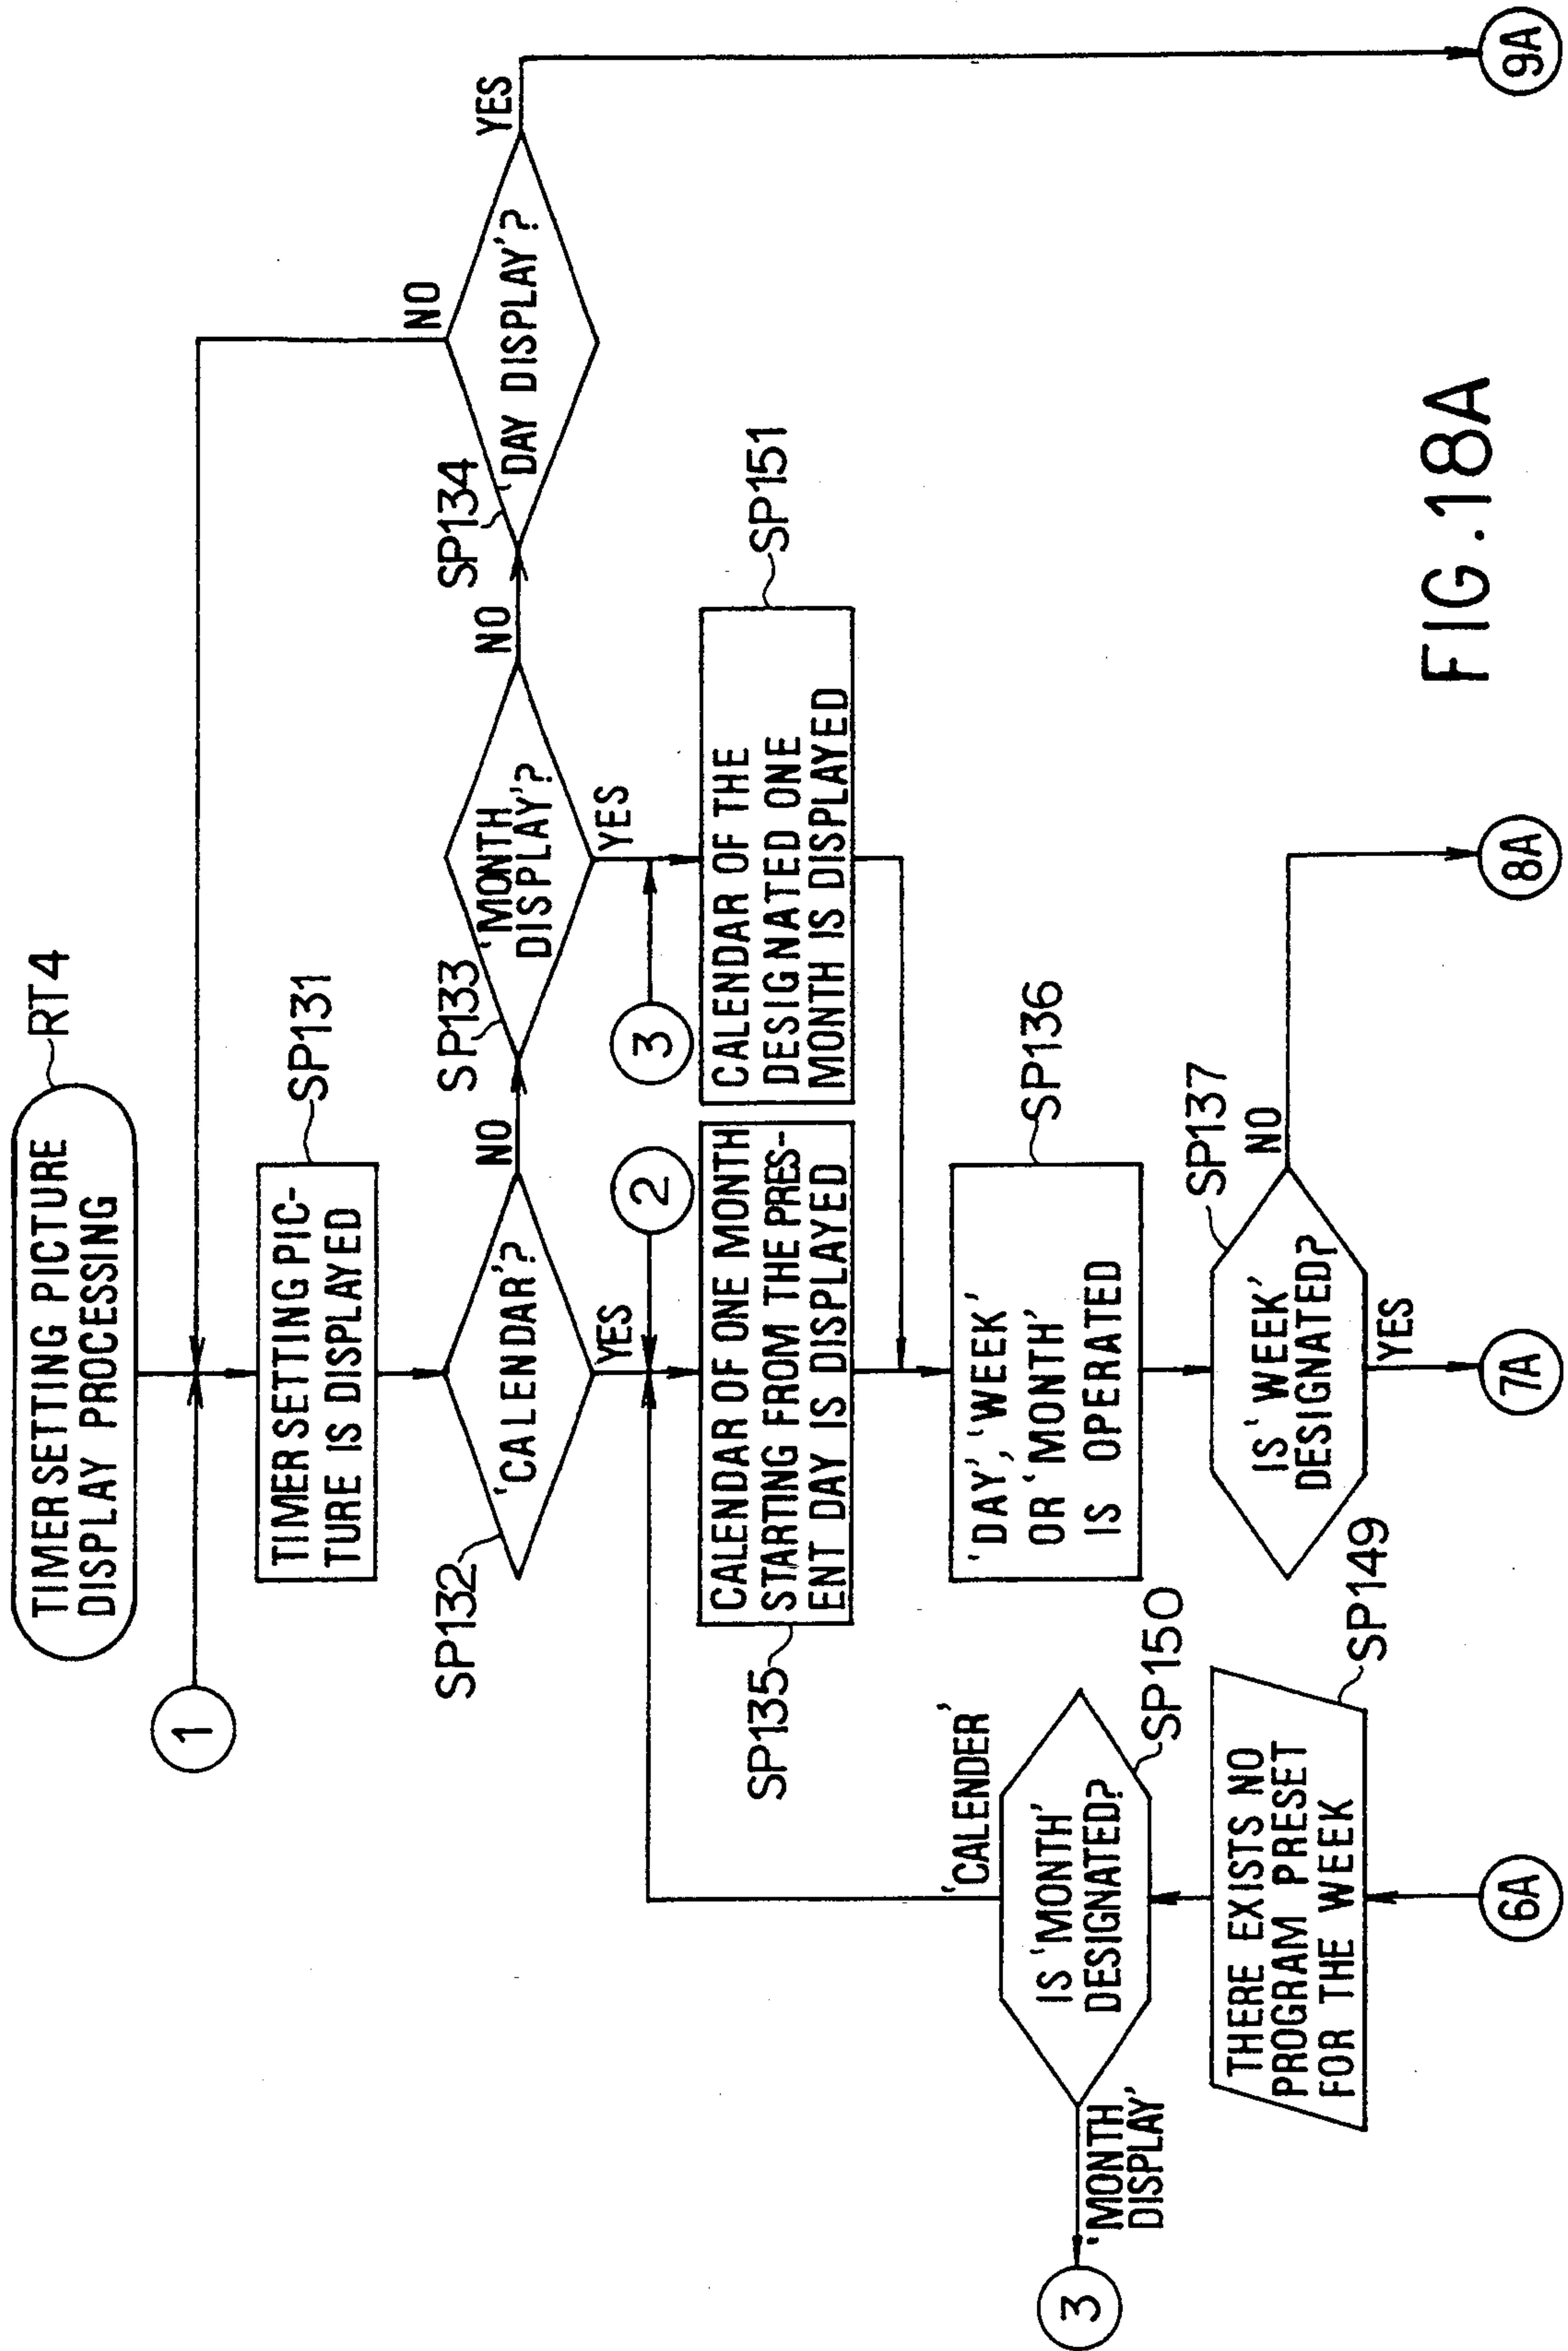 TIMER SETTING PICTURE
DISPLAY PROCESSING
RT4
1
TIMER SETTING PIC-
TURE IS DISPLAYED
SP131
SP132
'CALENDAR'?
NO
YES
SP133
'MONTH
DISPLAY'?
NO
YES
SP134
'DAY DISPLAY'?
NO
YES
2
3
SP135
CALENDAR OF ONE MONTH
STARTING FROM THE PRES-
ENT DAY IS DISPLAYED
CALENDAR OF THE
DESIGNATED ONE
MONTH IS DISPLAYED
SP151
'DAY', 'WEEK'
OR 'MONTH'
IS OPERATED
SP136
SP137
IS 'WEEK'
DESIGNATED?
NO
YES
'CALENDER'
IS 'MONTH'
DESIGNATED?
SP150
'MONTH
DISPLAY'
3
THERE EXISTS NO
PROGRAM PRESET
FOR THE WEEK
SP149
6A
7A
8A
9A
FIG.18A